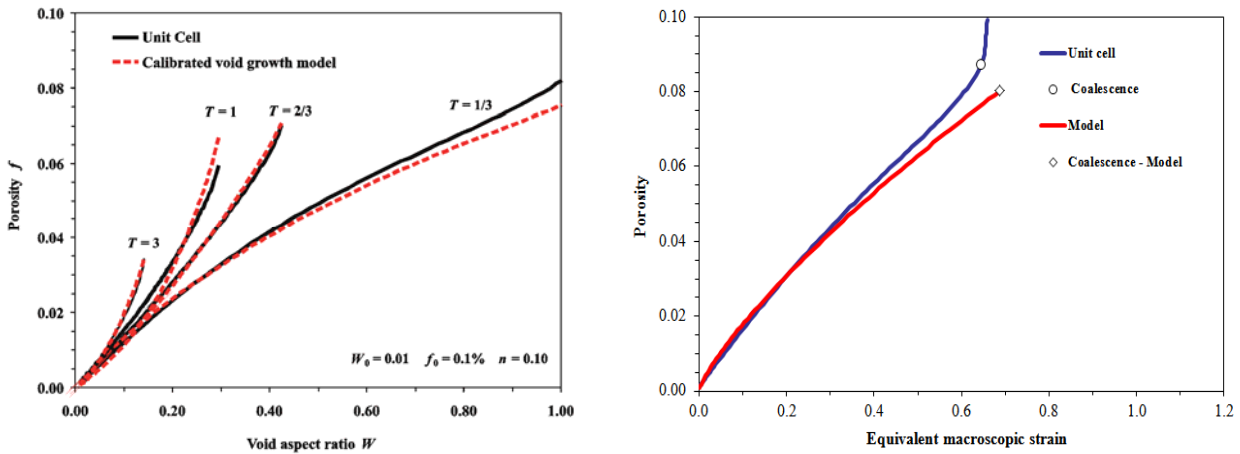 0.10
0.08
0.06
0.04
0.02
0.00
Porosity f
Unit Cell
Calibrated void growth model
T = 1
T = 2/3
T = 1/3
T = 3
W₀ = 0.01 f₀ = 0.1% n = 0.10
0.00 0.20 0.40 0.60 0.80 1.00
Void aspect ratio W
0.10
0.08
0.06
0.04
0.02
0.00
Porosity
Unit cell
Coalescence
Model
Coalescence - Model
0.0 0.2 0.4 0.6 0.8 1.0 1.2
Equivalent macroscopic strain